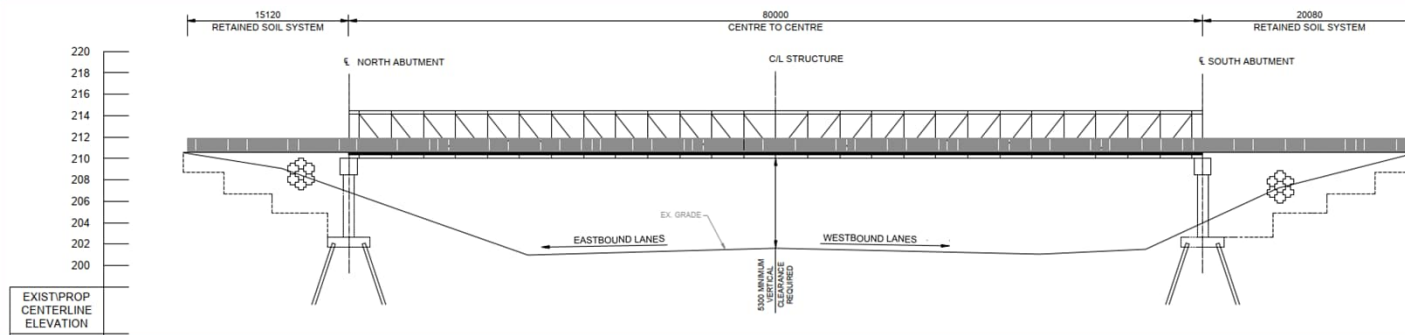 15120
RETAINED SOIL SYSTEM
80000
CENTRE TO CENTRE
20080
RETAINED SOIL SYSTEM
℄ NORTH ABUTMENT
C/L STRUCTURE
℄ SOUTH ABUTMENT
220
218
216
214
212
210
208
206
204
202
200
EX. GRADE
EASTBOUND LANES
WESTBOUND LANES
5300 MINIMUM
VERTICAL
CLEARANCE
REQUIRED
EXIST\PROP
CENTERLINE
ELEVATION